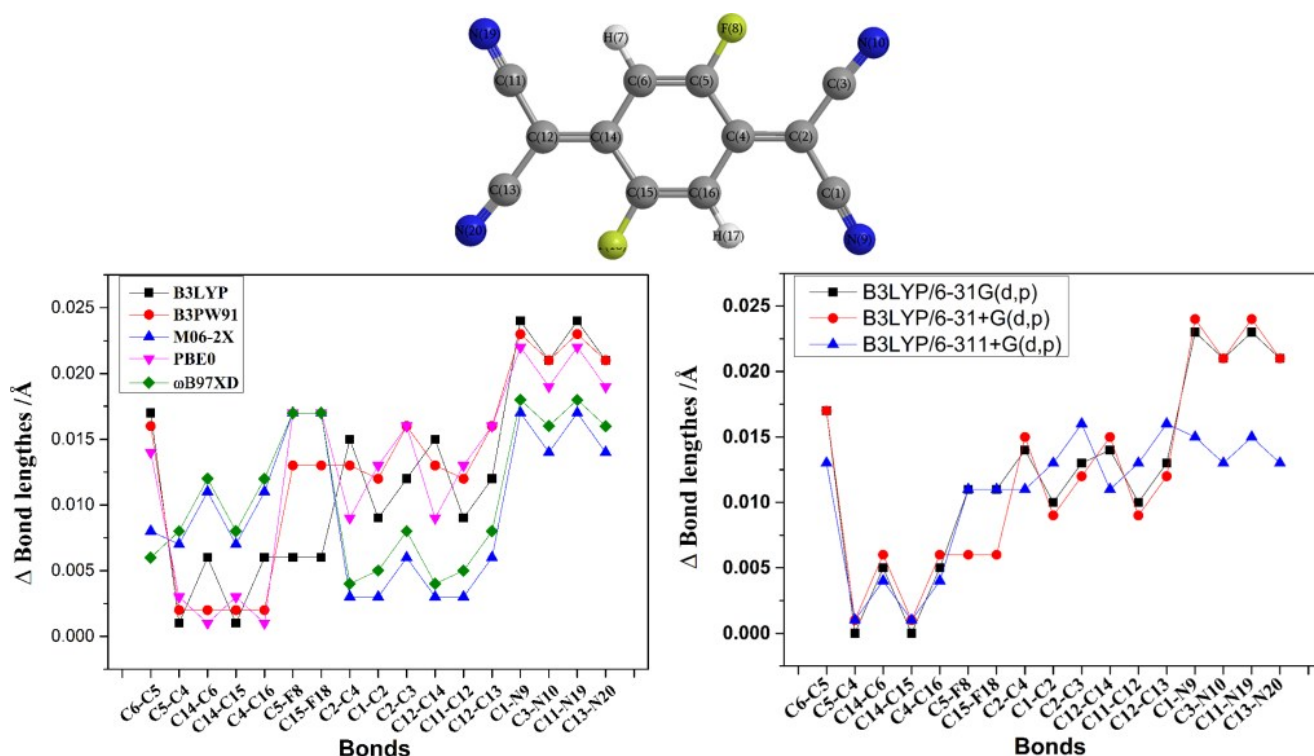 N(19)
F(8)
H(7)
N(10)
C(11)
C(6)
C(5)
C(3)
C(12)
C(14)
C(4)
C(2)
C(13)
C(15)
C(16)
C(1)
N(20)
H(17)
N(9)
B3LYP
B3PW91
M06-2X
PBE0
ωB97XD
0.025
0.020
0.015
0.010
0.005
0.000
Δ Bond lengthes /Å
C6-C5
C5-C4
C14-C6
C14-C15
C4-C16
C5-F8
C15-F18
C2-C4
C1-C2
C2-C3
C12-C14
C11-C12
C12-C13
C1-N9
C3-N10
C11-N19
C13-N20
Bonds
B3LYP/6-31G(d,p)
B3LYP/6-31+G(d,p)
B3LYP/6-311+G(d,p)
0.025
0.020
0.015
0.010
0.005
0.000
Δ Bond lengthes /Å
C6-C5
C5-C4
C14-C6
C14-C15
C4-C16
C5-F8
C15-F18
C2-C4
C1-C2
C2-C3
C12-C14
C11-C12
C12-C13
C1-N9
C3-N10
C11-N19
C13-N20
Bonds